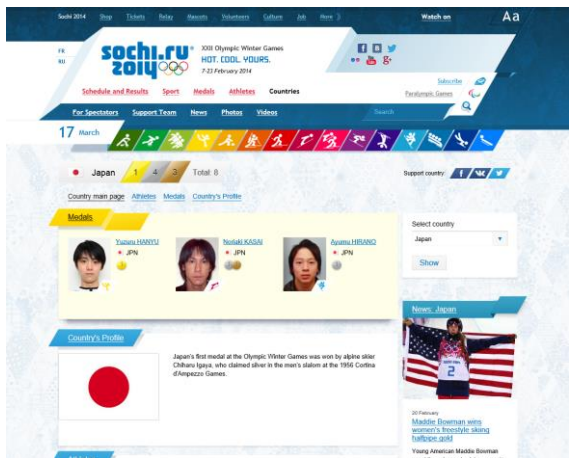 Sochi 2014 Shop Tickets Relay Mascots Volunteers Culture Job More
Watch us
Aa
FR
RU
sochi.ru
2014
XXII Olympic Winter Games
HOT. COOL. YOURS.
7-23 February 2014
Subscribe
Paralympic Games
Schedule and Results Sport Medals Athletes Countries
For Spectators Support Team News Photos Videos
Search
17 March
Japan 1 4 3 Total: 8
Support country:
Country main page Athletes Medals Country's Profile
Medals
Yuzuru HANYU
JPN
Noriaki KASAI
JPN
Ayumu HIRANO
JPN
Select country
Japan
Show
Country's Profile
Japan's first medal at the Olympic Winter Games was won by alpine skier
Chiharu Igaya, who claimed silver in the men's slalom at the 1956 Cortina
d'Ampezzo Games.
News: Japan
2
20 February
Maddie Bowman wins
women's freestyle skiing
halfpipe gold
Young American Maddie Bowman